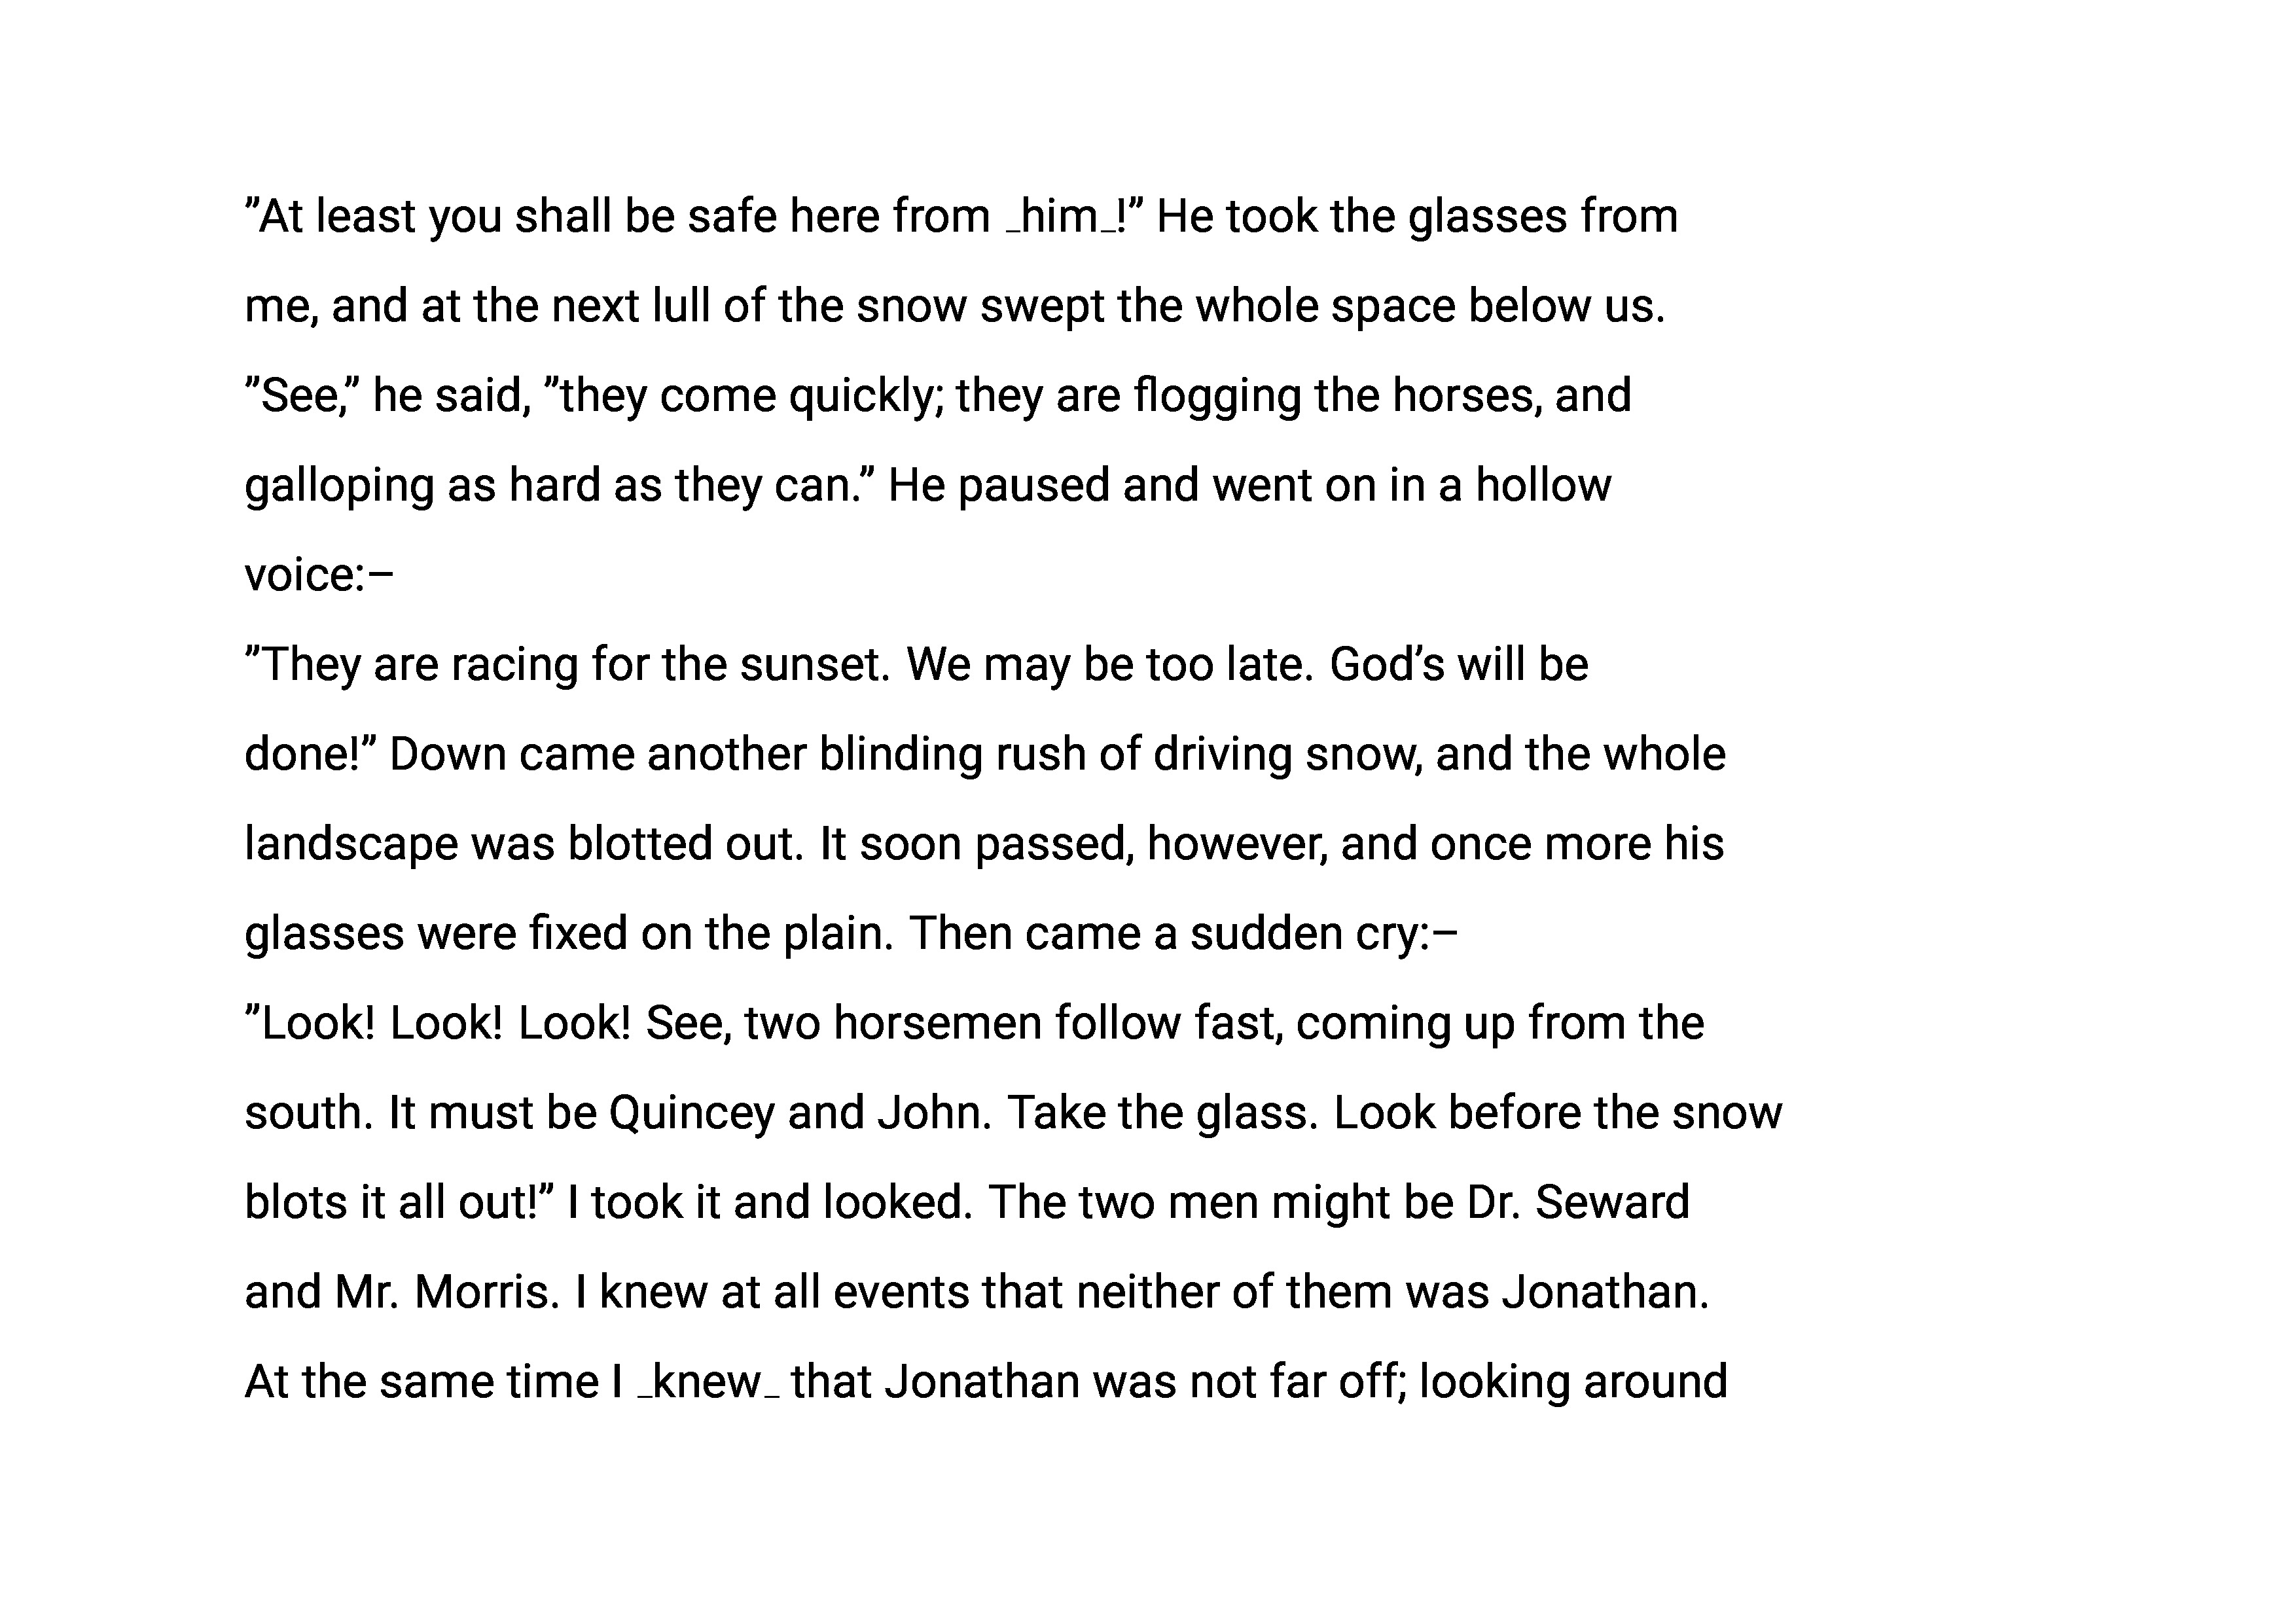 ”At least you shall be safe here from _him_!” He took the glasses from
me, and at the next lull of the snow swept the whole space below us.
”See,” he said, ”they come quickly; they are flogging the horses, and
galloping as hard as they can.” He paused and went on in a hollow
voice:–
”They are racing for the sunset. We may be too late. God’s will be
done!” Down came another blinding rush of driving snow, and the whole
landscape was blotted out. It soon passed, however, and once more his
glasses were fixed on the plain. Then came a sudden cry:–
”Look! Look! Look! See, two horsemen follow fast, coming up from the
south. It must be Quincey and John. Take the glass. Look before the snow
blots it all out!” I took it and looked. The two men might be Dr. Seward
and Mr. Morris. I knew at all events that neither of them was Jonathan.
At the same time I _knew_ that Jonathan was not far off; looking around